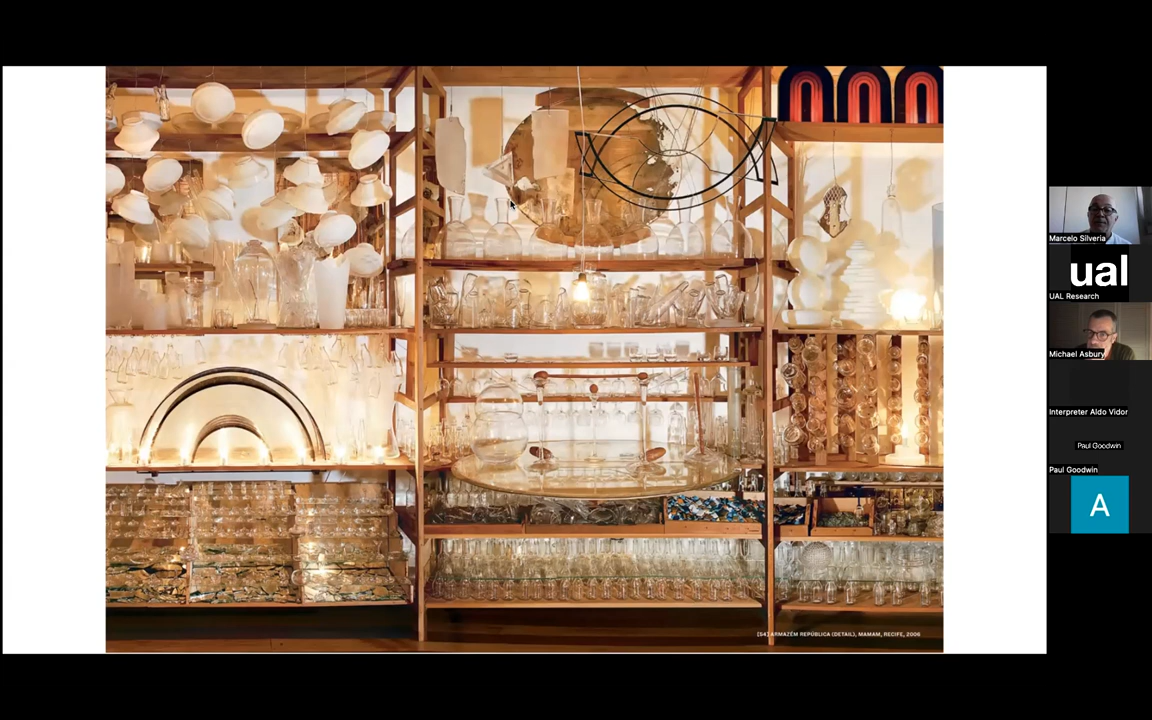 [54] ARMAZÉM REPÚBLICA (DETAIL), MAMAM, RECIFE, 2006
Marcelo Silveria
ual
UAL Research
Michael Asbury
Interpreter Aldo Vidor
Paul Goodwin
Paul Goodwin
A